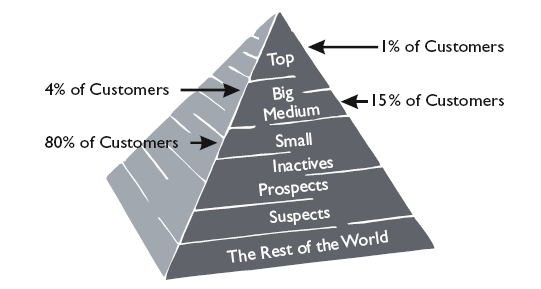 1% of Customers
Top
4% of Customers
Big
15% of Customers
Medium
80% of Customers
Small
Inactives
Prospects
Suspects
The Rest of the World